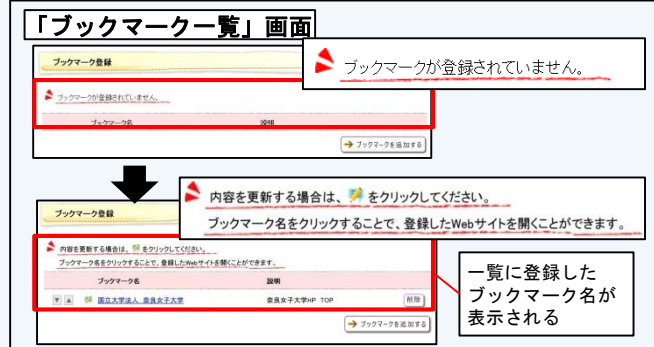 「ブックマーク一覧」画面
ブックマーク登録
ブックマークが登録されていません。
ブックマークが登録されていません。
ブックマーク名 説明
ブックマークを追加する
内容を更新する場合は、 をクリックしてください。
ブックマーク名をクリックすることで、登録したWebサイトを開くことができます。
ブックマーク登録
内容を更新する場合は、 をクリックしてください。
ブックマーク名をクリックすることで、登録したWebサイトを開くことができます。
ブックマーク名 説明
国立大学法人 奈良女子大学 奈良女子大学HP TOP 削除
ブックマークを追加する
一覧に登録した
ブックマーク名が
表示される